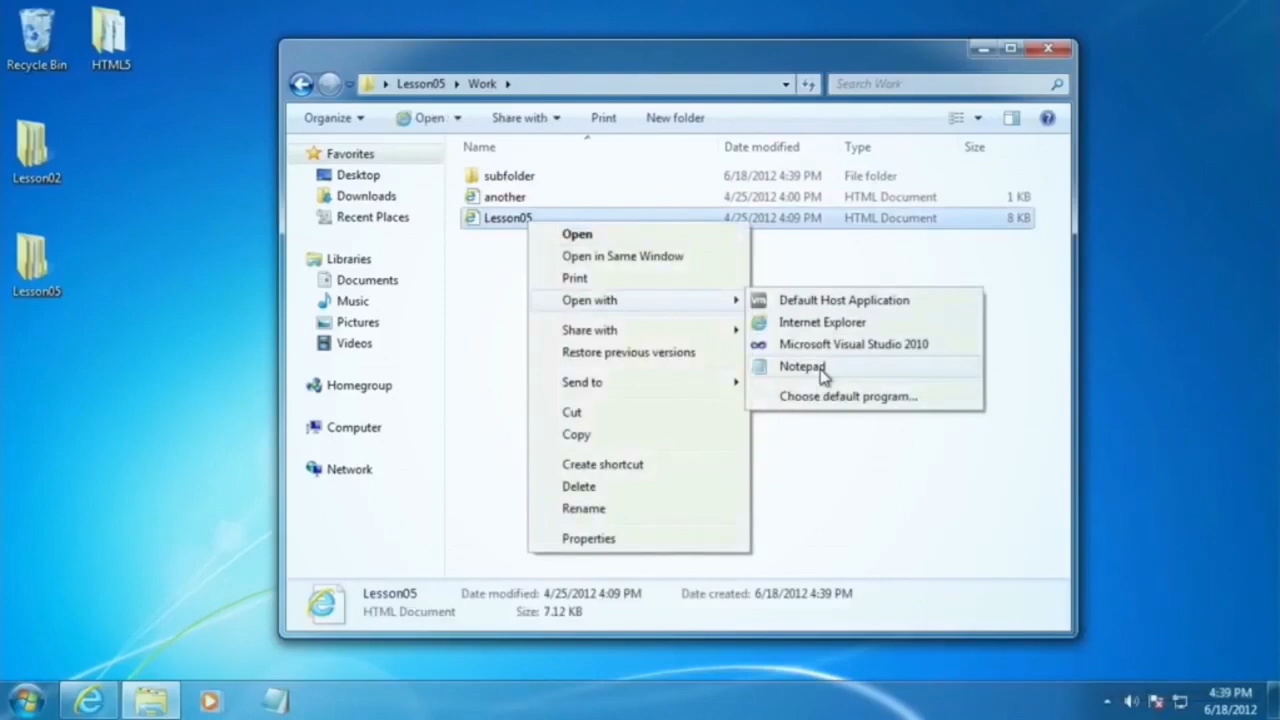 Recycle Bin
HTML5
Lesson02
Lesson05
Lesson05 Work
Search Work
Organize Open Share with Print New folder
Name Date modified Type Size
Favorites
Desktop
Downloads
Recent Places
Libraries
Documents
Music
Pictures
Videos
Homegroup
Computer
Network
subfolder 6/18/2012 4:39 PM File folder
another 4/25/2012 4:00 PM HTML Document 1 KB
Lesson05 4/25/2012 4:09 PM HTML Document 8 KB
Open
Open in Same Window
Print
Open with
Share with
Restore previous versions
Send to
Cut
Copy
Create shortcut
Delete
Rename
Properties
Default Host Application
Internet Explorer
Microsoft Visual Studio 2010
Notepad
Choose default program...
Lesson05 Date modified: 4/25/2012 4:09 PM Date created: 6/18/2012 4:39 PM
HTML Document Size: 7.12 KB
4:39 PM
6/18/2012